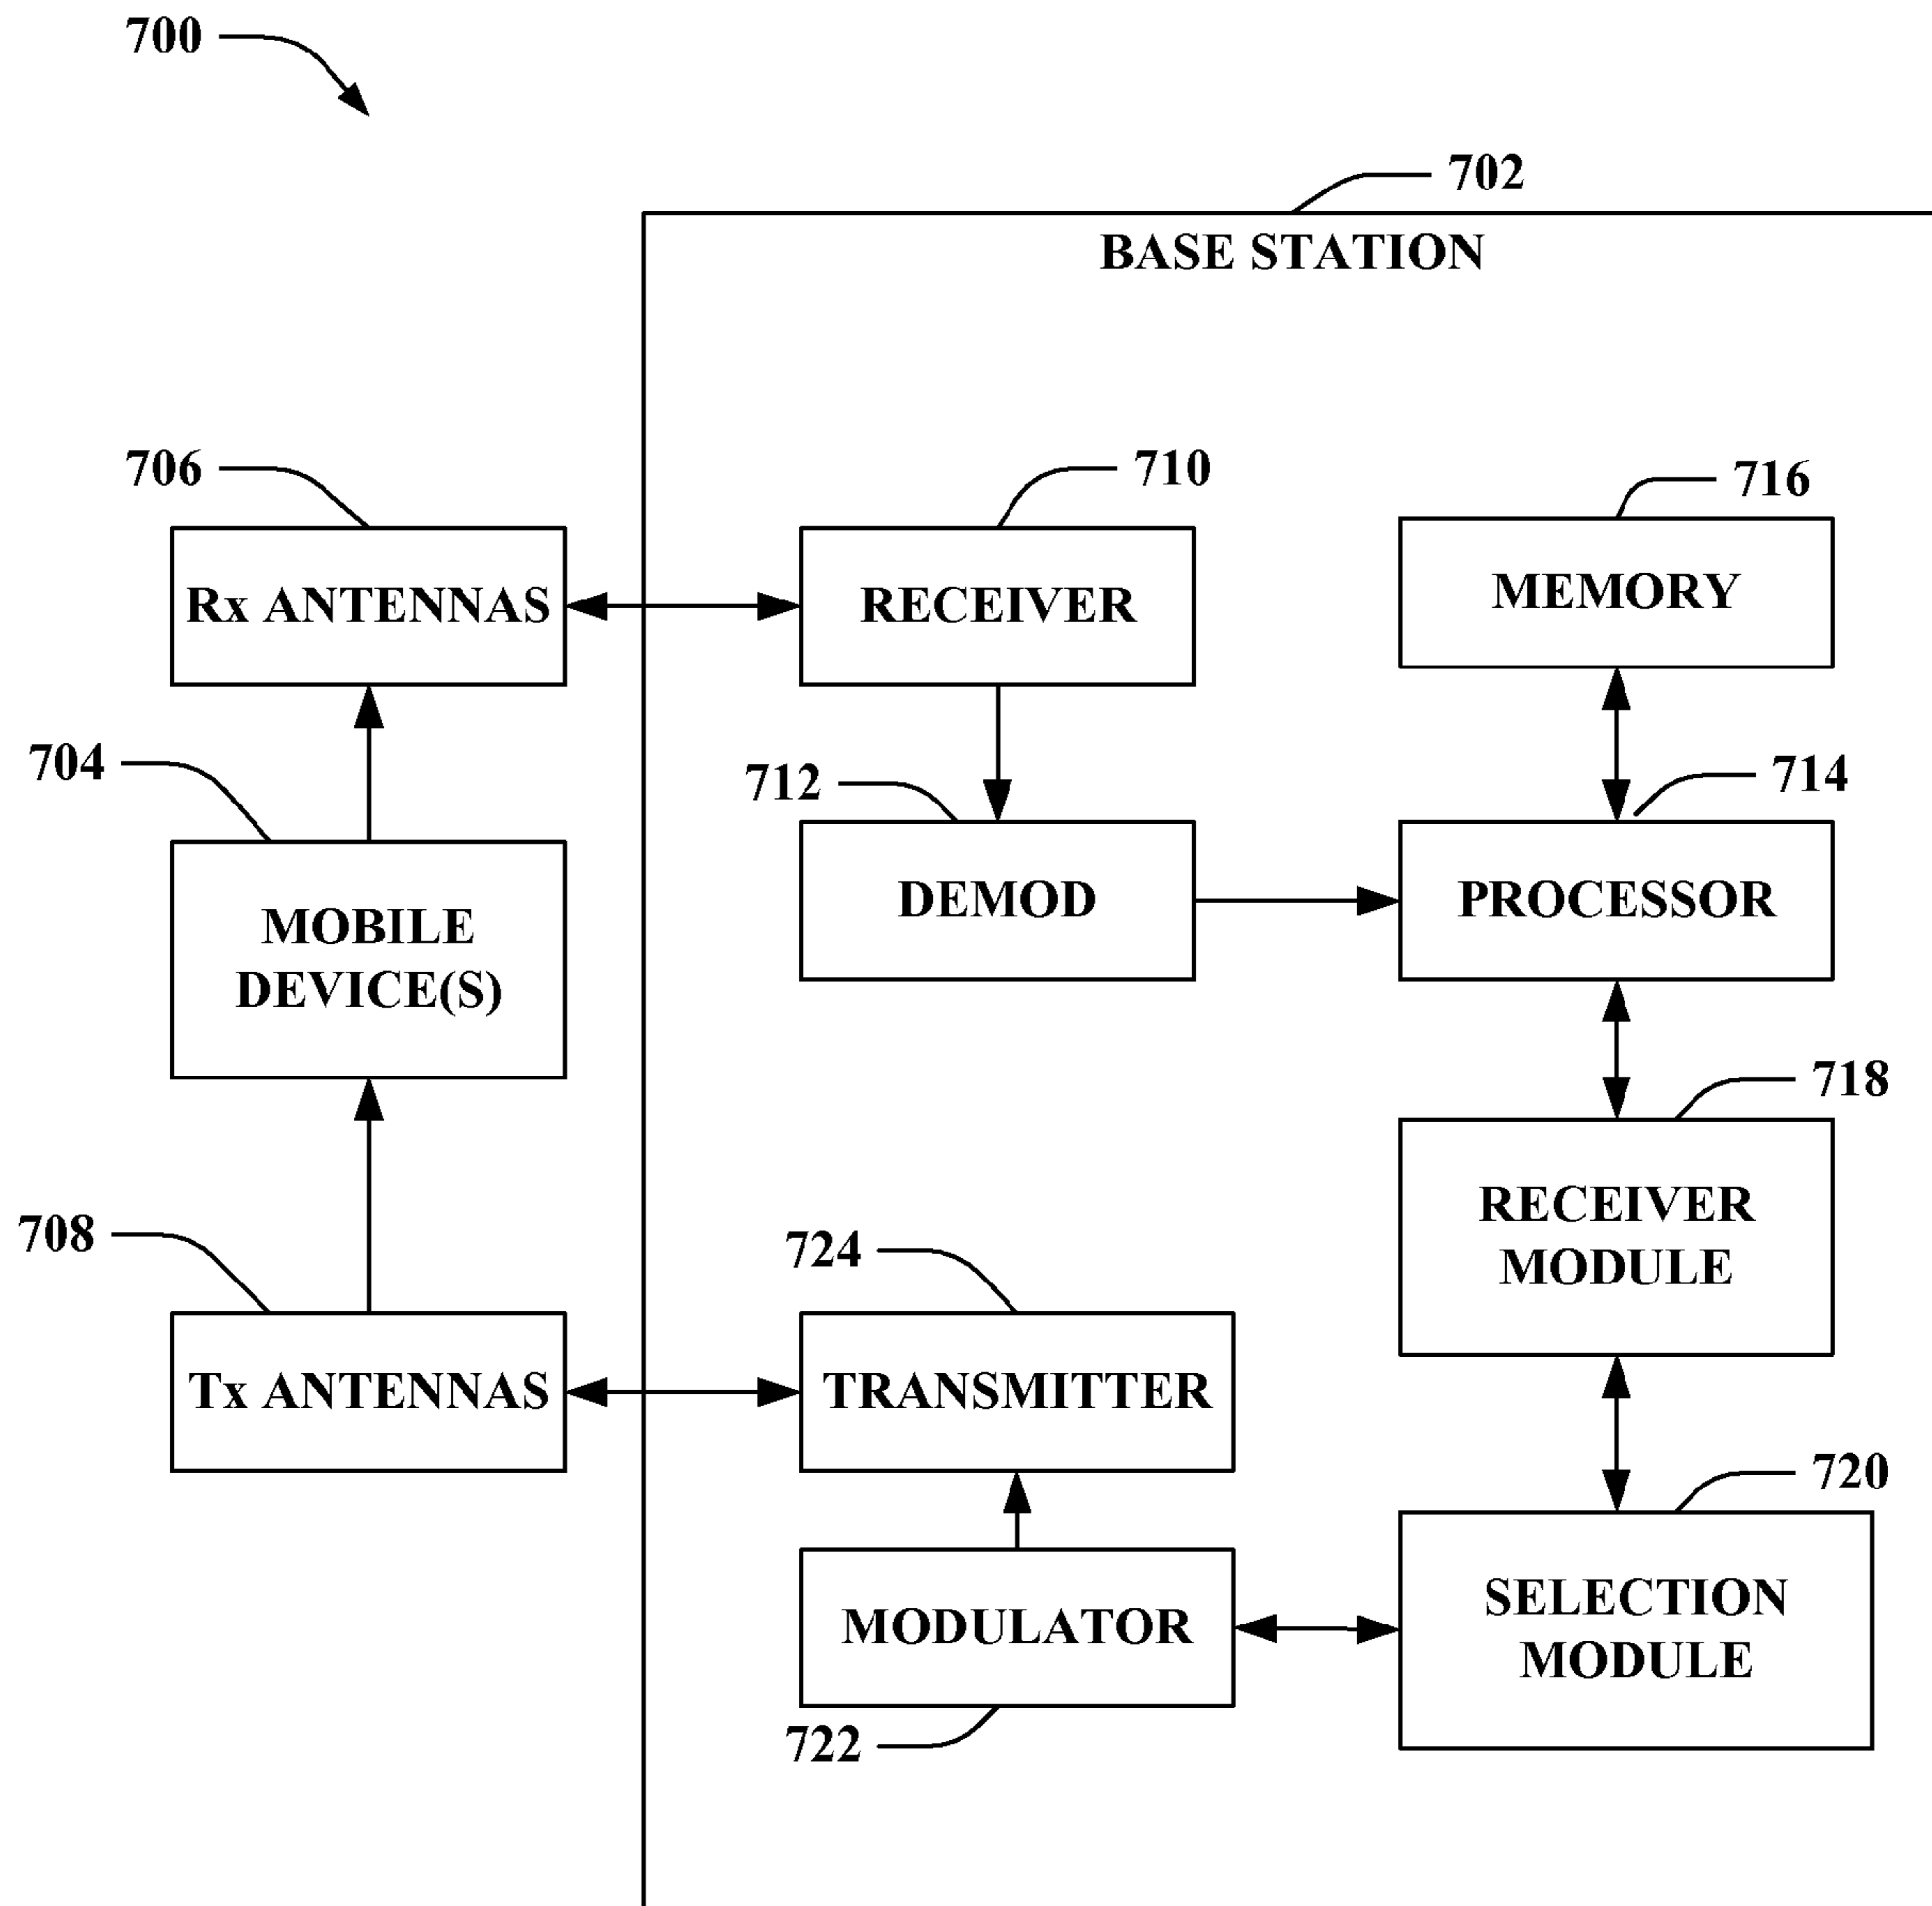 700
702
BASE STATION
706
710
716
Rx ANTENNAS
RECEIVER
MEMORY
704
712
714
MOBILE
DEVICE(S)
DEMOD
PROCESSOR
718
708
724
RECEIVER
MODULE
Tx ANTENNAS
TRANSMITTER
720
MODULATOR
SELECTION
MODULE
722